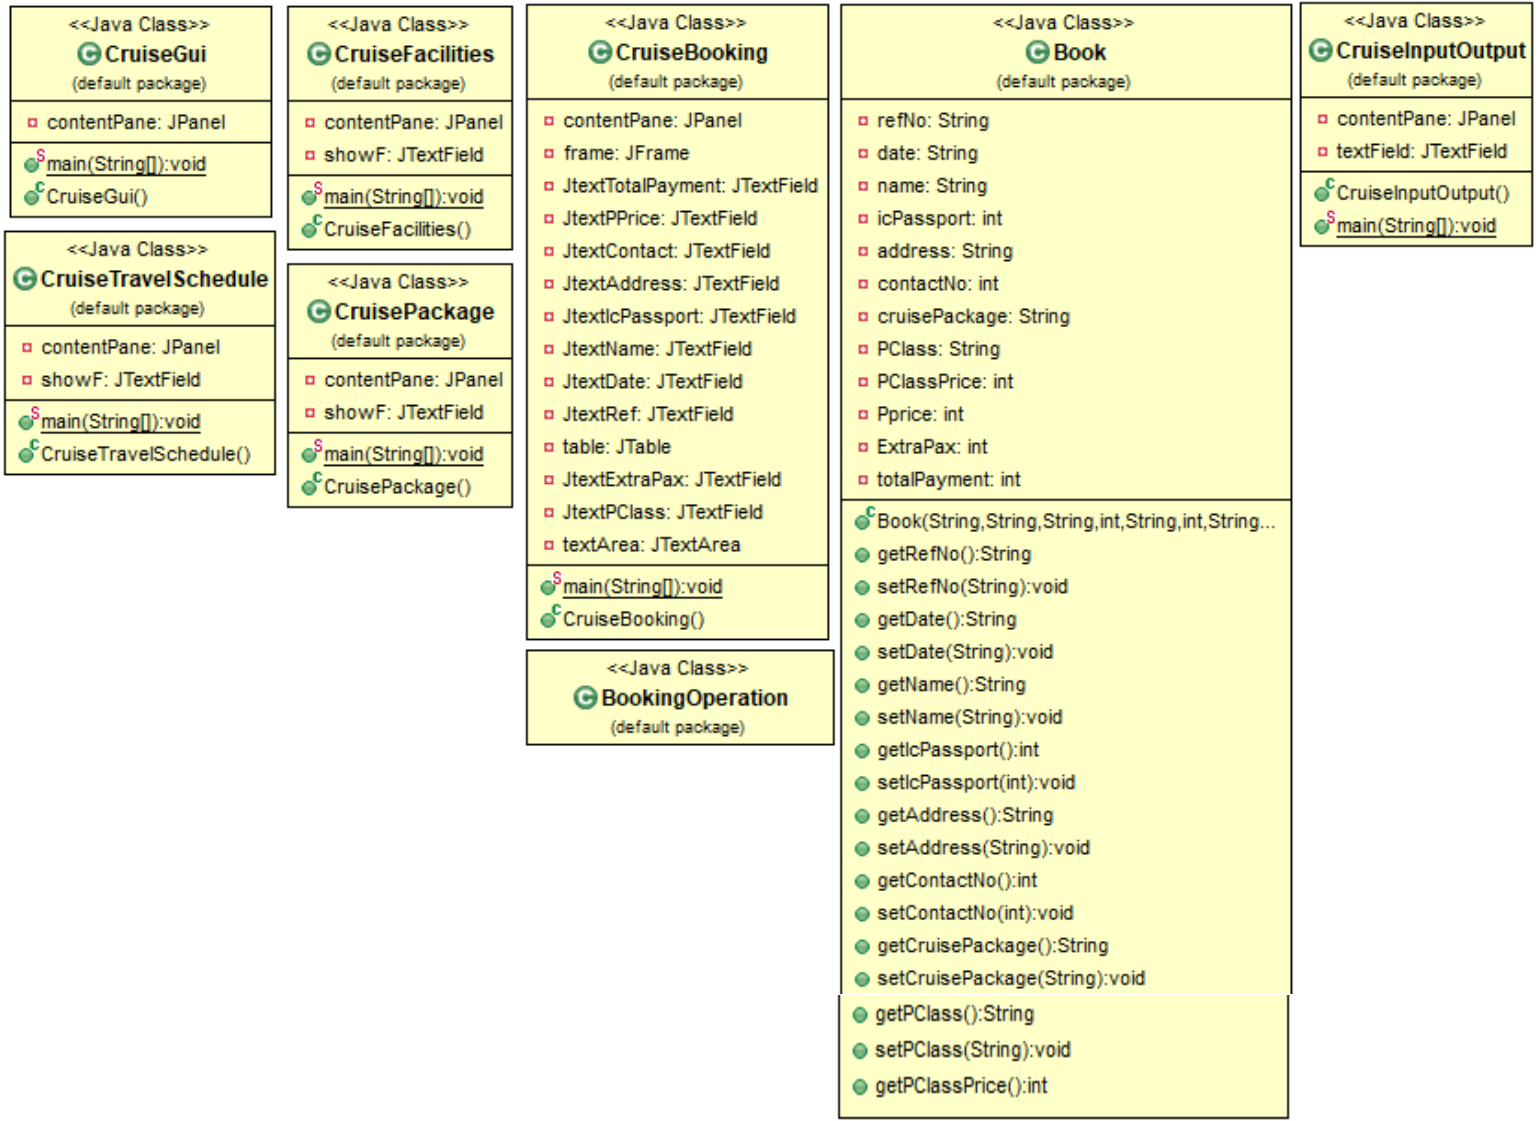 <<Java Class>>
CruiseGui
(default package)
contentPane: JPanel
main(String[]):void
CruiseGui()
<<Java Class>>
CruiseTravelSchedule
(default package)
contentPane: JPanel
showF: JTextField
main(String[]):void
CruiseTravelSchedule()
<<Java Class>>
CruiseFacilities
(default package)
contentPane: JPanel
showF: JTextField
main(String[]):void
CruiseFacilities()
<<Java Class>>
CruisePackage
(default package)
contentPane: JPanel
showF: JTextField
main(String[]):void
CruisePackage()
<<Java Class>>
CruiseBooking
(default package)
contentPane: JPanel
frame: JFrame
JtextTotalPayment: JTextField
JtextPPrice: JTextField
JtextContact: JTextField
JtextAddress: JTextField
JtextIcPassport: JTextField
JtextName: JTextField
JtextDate: JTextField
JtextRef: JTextField
table: JTable
JtextExtraPax: JTextField
JtextPClass: JTextField
textArea: JTextArea
main(String[]):void
CruiseBooking()
<<Java Class>>
BookingOperation
(default package)
<<Java Class>>
Book
(default package)
refNo: String
date: String
name: String
icPassport: int
address: String
contactNo: int
cruisePackage: String
PClass: String
PClassPrice: int
Pprice: int
ExtraPax: int
totalPayment: int
Book(String,String,String,int,String,int,String...
getRefNo():String
setRefNo(String):void
getDate():String
setDate(String):void
getName():String
setName(String):void
getIcPassport():int
setIcPassport(int):void
getAddress():String
setAddress(String):void
getContactNo():int
setContactNo(int):void
getCruisePackage():String
setCruisePackage(String):void
getPClass():String
setPClass(String):void
getPClassPrice():int
<<Java Class>>
CruiseInputOutput
(default package)
contentPane: JPanel
textField: JTextField
CruiseInputOutput()
main(String[]):void